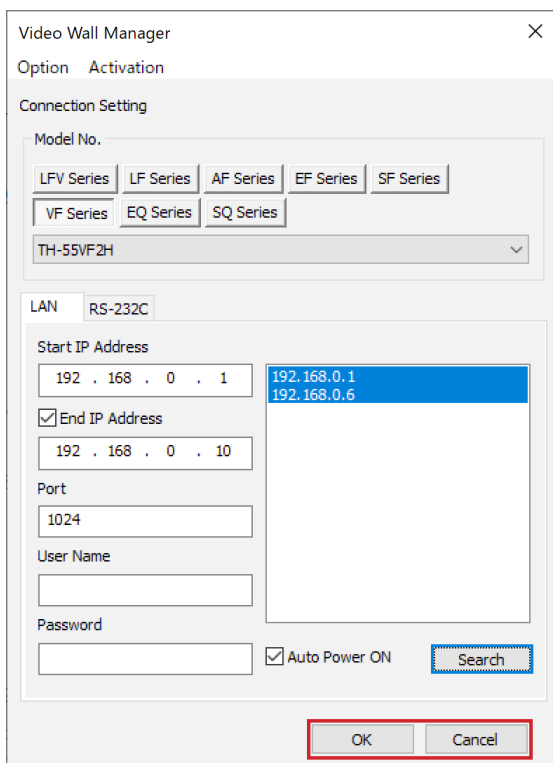 Video Wall Manager
Option Activation
Connection Setting
Model No.
LFV Series LF Series AF Series EF Series SF Series
VF Series EQ Series SQ Series
TH-55VF2H
LAN RS-232C
Start IP Address
192 . 168 . 0 . 1
192.168.0.1
192.168.0.6
End IP Address
192 . 168 . 0 . 10
Port
1024
User Name
Password
Auto Power ON Search
OK Cancel